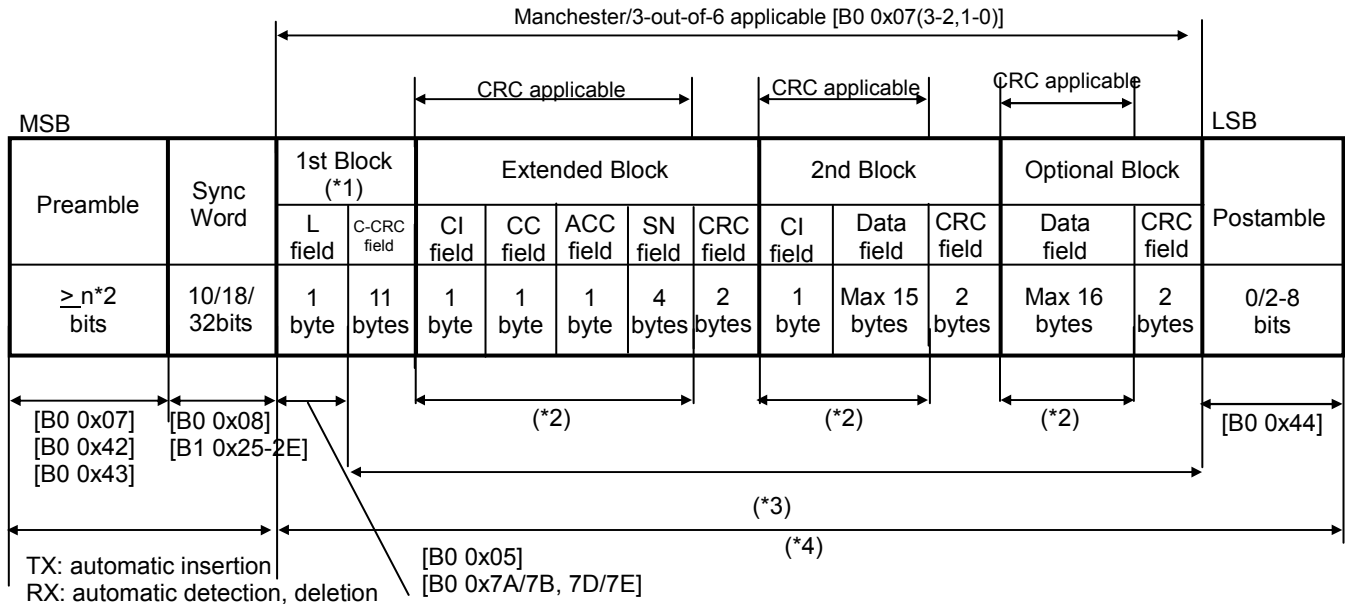 Manchester/3-out-of-6 applicable [B0 0x07(3-2,1-0)]
CRC applicable
CRC applicable
CRC applicable
MSB
LSB
Preamble
Sync
Word
1st Block
(*1)
Extended Block
2nd Block
Optional Block
Postamble
L
field
C-CRC
field
CI
field
CC
field
ACC
field
SN
field
CRC
field
CI
field
Data
field
CRC
field
Data
field
CRC
field
> n*2
bits
10/18/
32bits
1
byte
11
bytes
1
byte
1
byte
1
byte
4
bytes
2
bytes
1
byte
Max 15
bytes
2
bytes
Max 16
bytes
2
bytes
0/2-8
bits
[B0 0x07]
[B0 0x42]
[B0 0x43]
[B0 0x08]
[B1 0x25-2E]
(*2)
(*2)
(*2)
[B0 0x44]
(*3)
(*4)
TX: automatic insertion
RX: automatic detection, deletion
[B0 0x05]
[B0 0x7A/7B, 7D/7E]